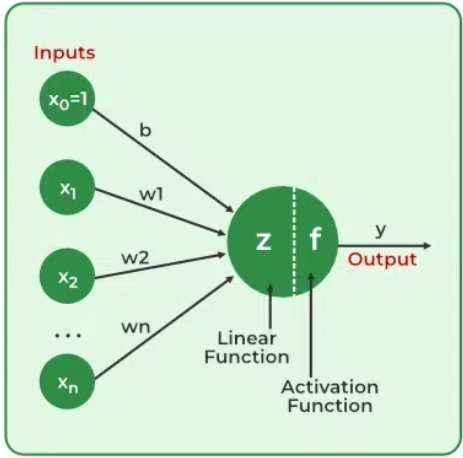 Inputs
x₀=1
b
x₁
w1
x₂
w2
...
wn
xₙ
z
f
y
Output
Linear
Function
Activation
Function